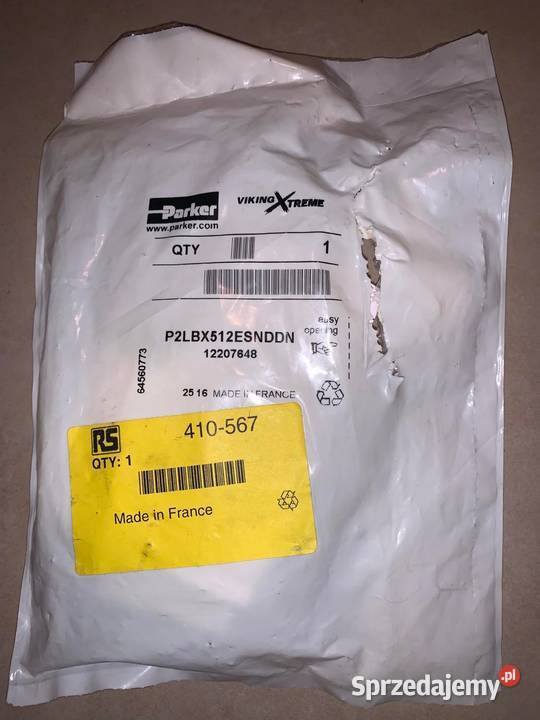 Parker
www.parker.com
VIKING XTREME
QTY 1
P2LBX512ESNDDN
12207648
easy
opening
64560773
25 16 MADE IN FRANCE
RS
410-567
QTY: 1
Made in France
Sprzedajemy.pl